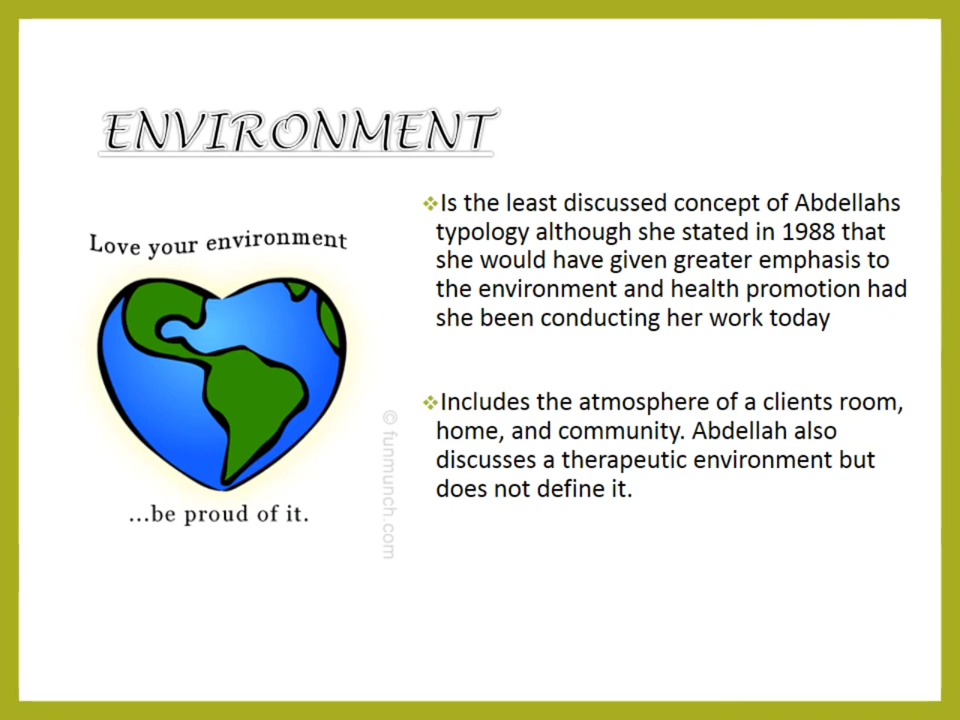 ENVIRONMENT
Love your environment
...be proud of it.
© funmunch.com
Is the least discussed concept of Abdellahs
typology although she stated in 1988 that
she would have given greater emphasis to
the environment and health promotion had
she been conducting her work today
Includes the atmosphere of a clients room,
home, and community. Abdellah also
discusses a therapeutic environment but
does not define it.